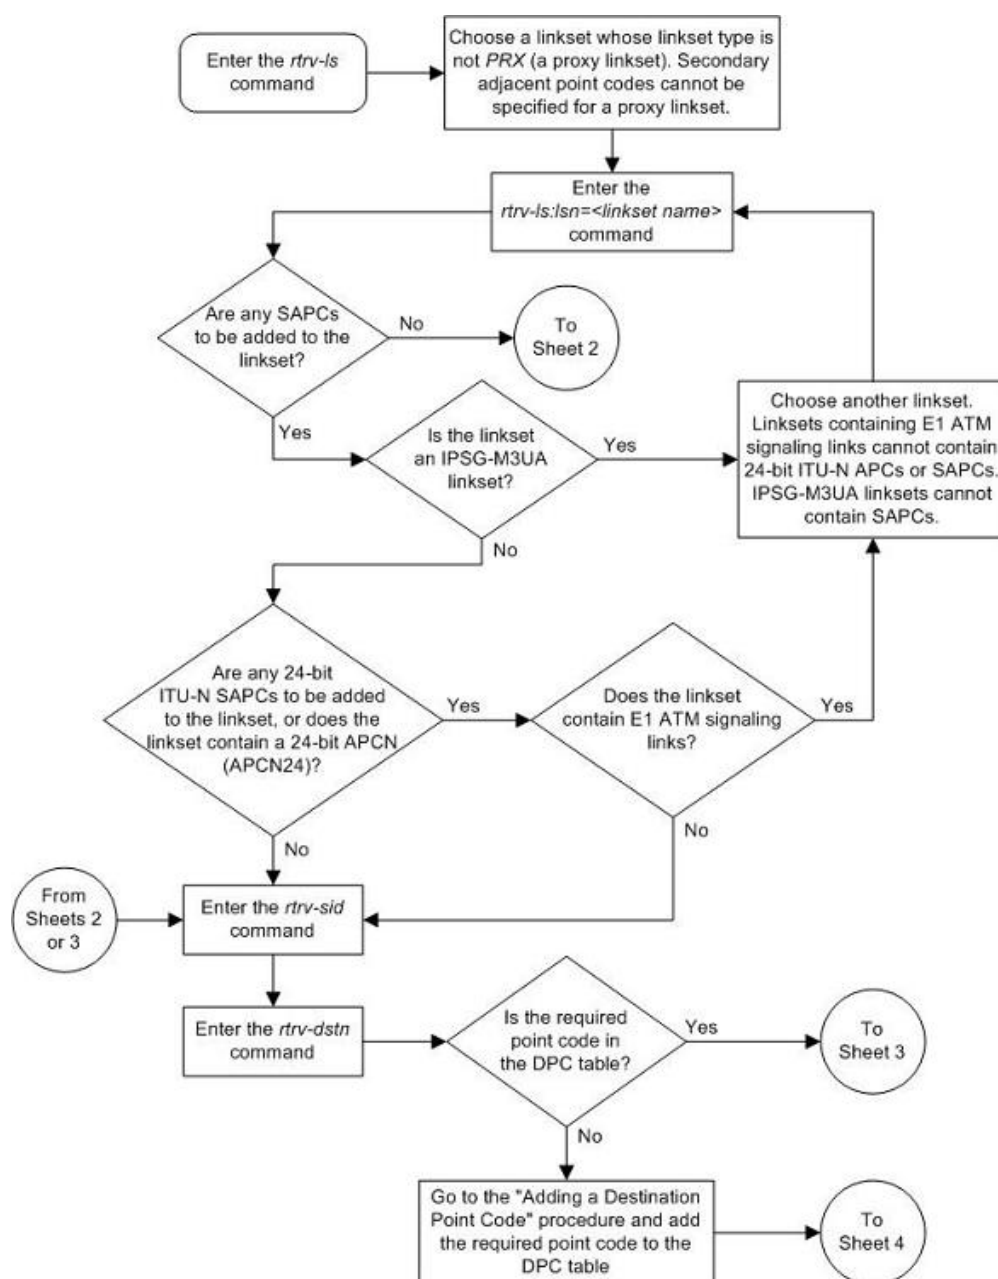 Enter the rtrv-ls
command
Choose a linkset whose linkset type is
not PRX (a proxy linkset). Secondary
adjacent point codes cannot be
specified for a proxy linkset.
Enter the
rtrv-ls:lsn=<linkset name>
command
Are any SAPCs
to be added to the
linkset?
No
To
Sheet 2
Yes
Is the linkset
an IPSG-M3UA
linkset?
Yes
Choose another linkset.
Linksets containing E1 ATM
signaling links cannot contain
24-bit ITU-N APCs or SAPCs.
IPSG-M3UA linksets cannot
contain SAPCs.
No
Are any 24-bit
ITU-N SAPCs to be added
to the linkset, or does the
linkset contain a 24-bit APCN
(APCN24)?
Yes
Does the linkset
contain E1 ATM signaling
links?
Yes
No
No
From
Sheets 2
or 3
Enter the rtrv-sid
command
Enter the rtrv-dstn
command
Is the required
point code in
the DPC table?
Yes
To
Sheet 3
No
Go to the "Adding a Destination
Point Code" procedure and add
the required point code to the
DPC table
To
Sheet 4